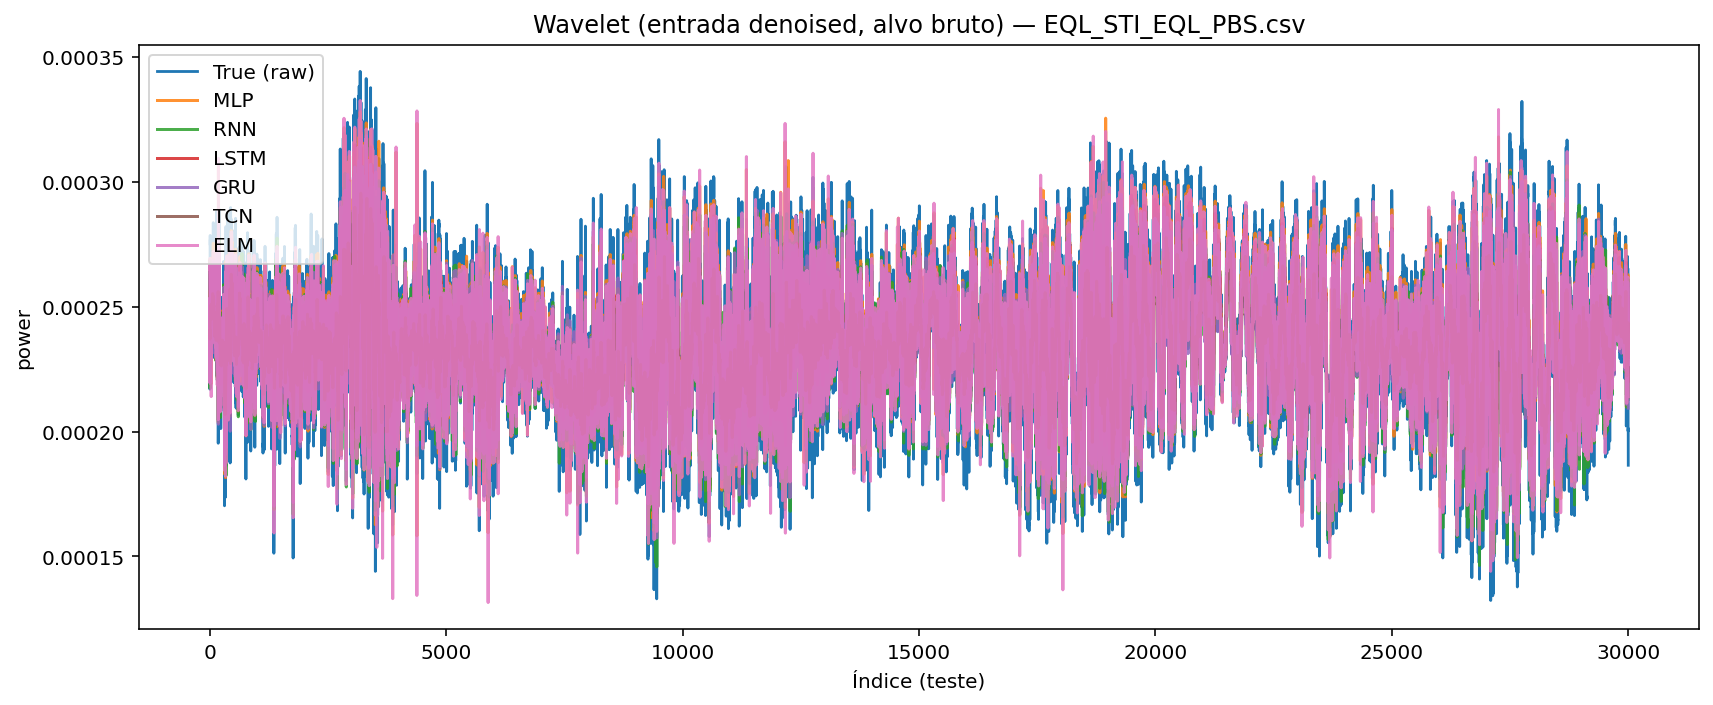 Wavelet (entrada denoised, alvo bruto) — EQL_STI_EQL_PBS.csv
0.00035
0.00030
0.00025
0.00020
0.00015
power
True (raw)
MLP
RNN
LSTM
GRU
TCN
ELM
0
5000
10000
15000
20000
25000
30000
Índice (teste)